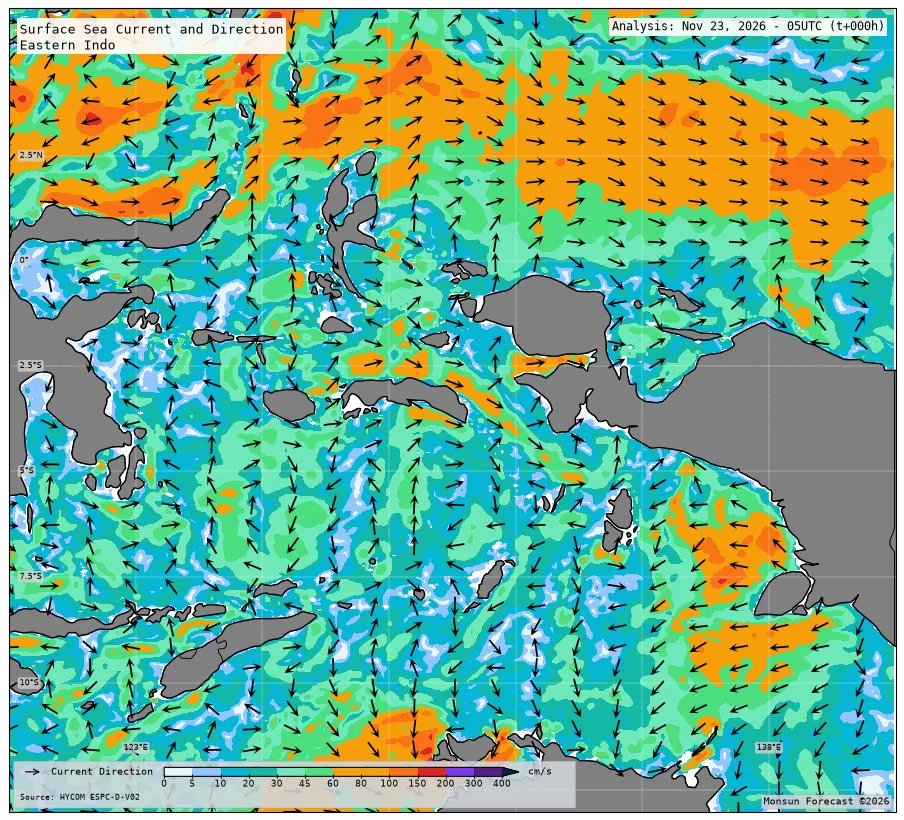 Surface Sea Current and Direction
Eastern Indo
Analysis: Nov 23, 2026 - 05UTC (t+000h)
2.5°N
0°
2.5°S
5°S
7.5°S
10°S
123°E
138°E
Current Direction
0 5 10 20 30 45 60 80 100 150 200 300 400
cm/s
Source: HYCOM ESPC-D-V02
Monsun Forecast ©2026